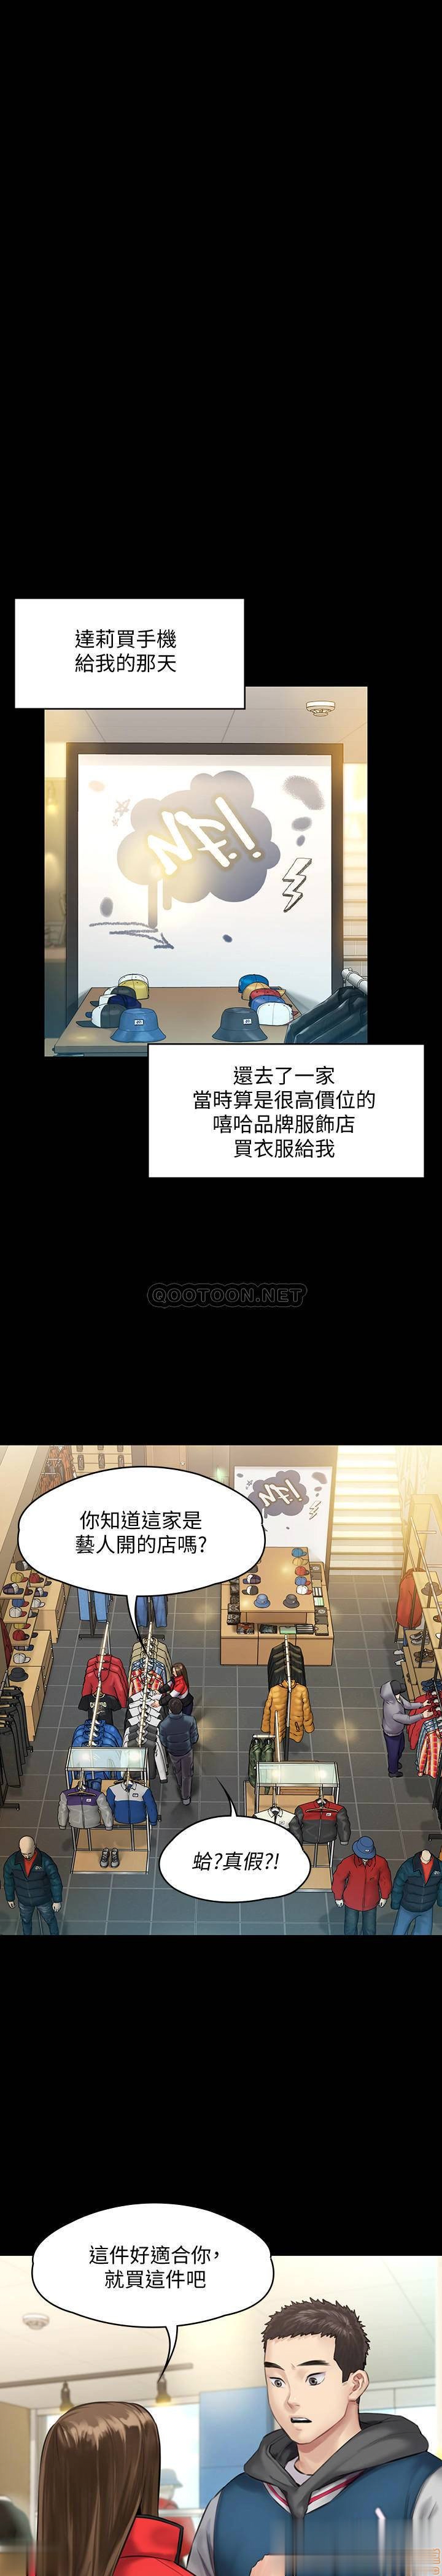 達莉買手機
給我的那天
還去了一家
當時算是很高價位的
嘻哈品牌服飾店
買衣服給我
QOOTOON.NET
你知道這家是
藝人開的店嗎?
蛤?真假?!
這件好適合你,
就買這件吧